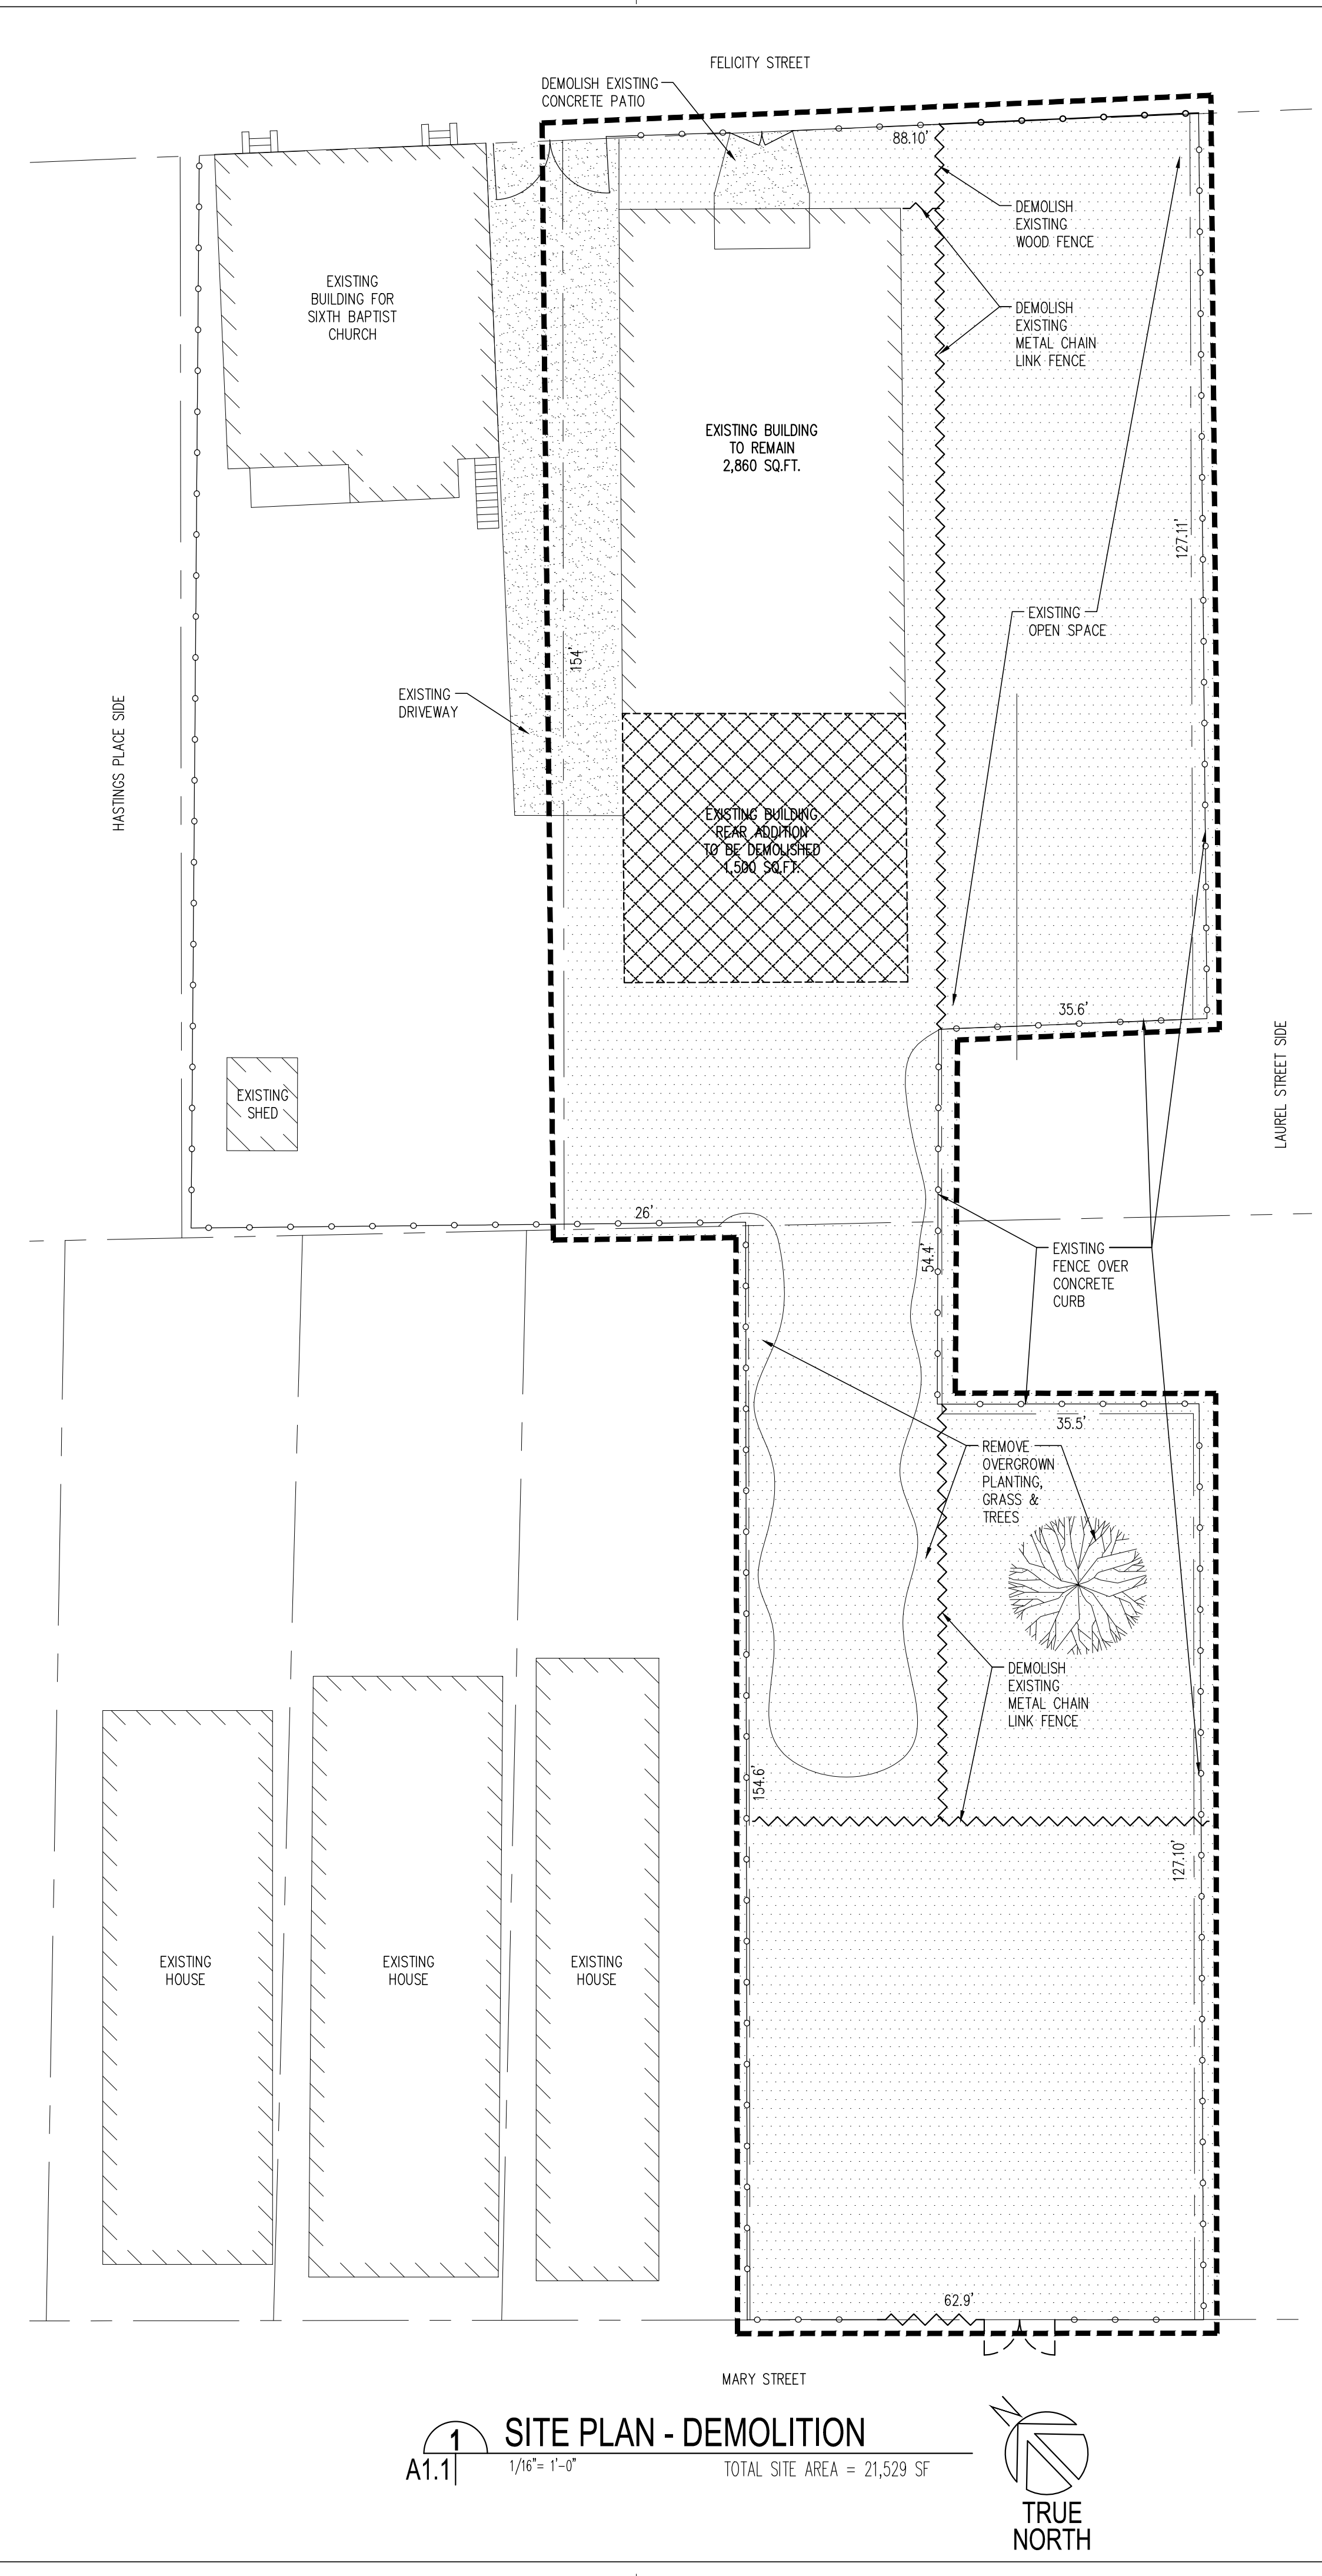 FELICITY STREET
DEMOLISH EXISTING
CONCRETE PATIO
88.10'
DEMOLISH
EXISTING
WOOD FENCE
EXISTING
BUILDING FOR
SIXTH BAPTIST
CHURCH
DEMOLISH
EXISTING
METAL CHAIN
LINK FENCE
EXISTING BUILDING
TO REMAIN
2,860 SQ.FT.
127.11'
EXISTING
OPEN SPACE
154'
EXISTING
DRIVEWAY
HASTINGS PLACE SIDE
EXISTING BUILDING
REAR ADDITION
TO BE DEMOLISHED
1,500 SQ.FT.
35.6'
LAUREL STREET SIDE
EXISTING
SHED
26'
54.4'
EXISTING
FENCE OVER
CONCRETE
CURB
35.5'
REMOVE
OVERGROWN
PLANTING,
GRASS &
TREES
DEMOLISH
EXISTING
METAL CHAIN
LINK FENCE
154.6'
127.10'
EXISTING
HOUSE
EXISTING
HOUSE
EXISTING
HOUSE
62.9'
MARY STREET
1
A1.1
SITE PLAN - DEMOLITION
1/16"= 1'-0"
TOTAL SITE AREA = 21,529 SF
N
TRUE
NORTH